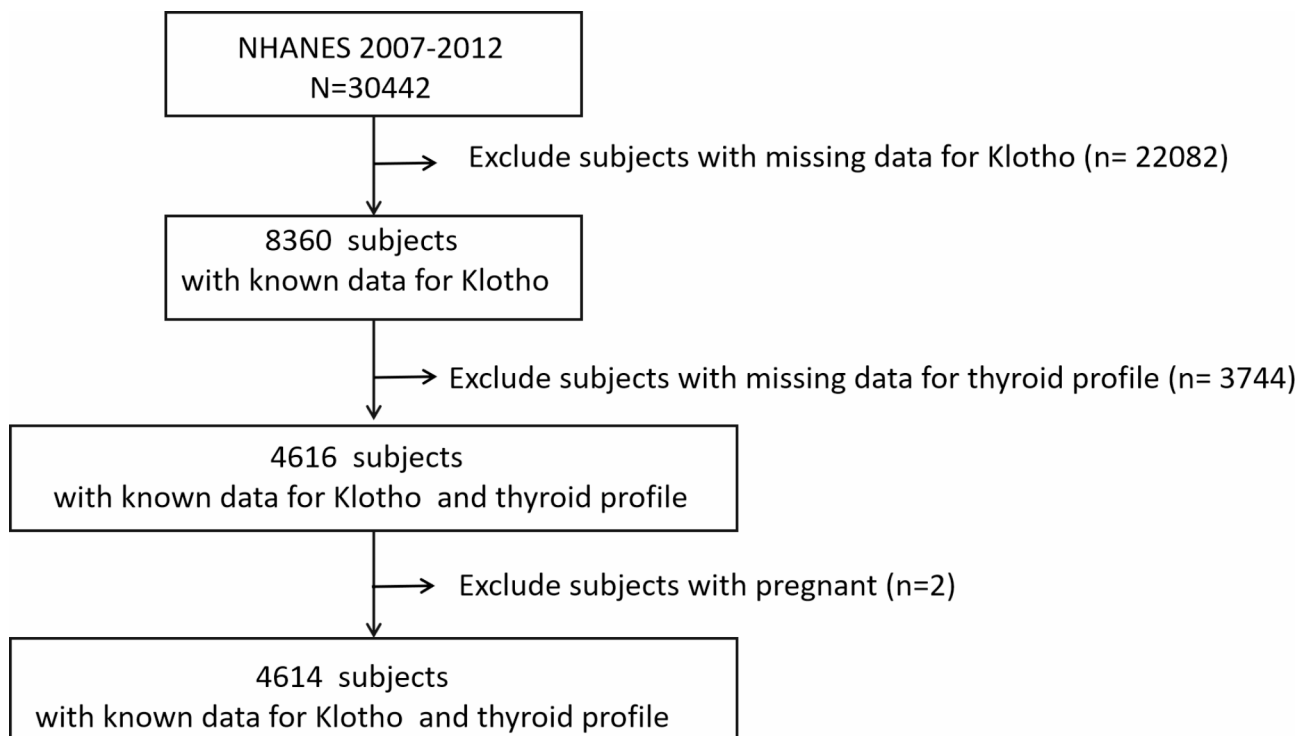 NHANES 2007-2012
N=30442
Exclude subjects with missing data for Klotho (n= 22082)
8360 subjects
with known data for Klotho
Exclude subjects with missing data for thyroid profile (n= 3744)
4616 subjects
with known data for Klotho and thyroid profile
Exclude subjects with pregnant (n=2)
4614 subjects
with known data for Klotho and thyroid profile